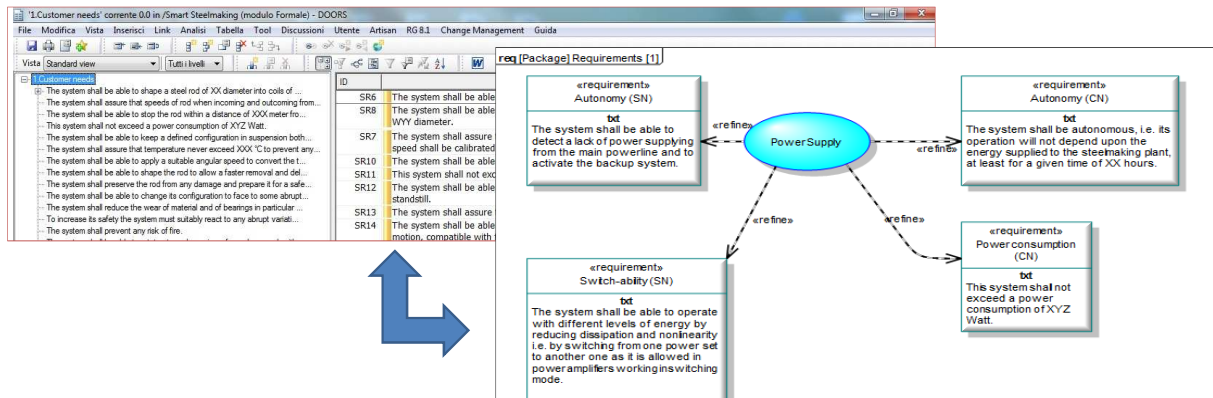 '1.Customer needs' corrente 0.0 in /Smart Steelmaking (modulo Formale) - DOORS
File Modifica Vista Inserisci Link Analisi Tabella Tool Discussioni Utente Artisan RG 8.1 Change Management Guida
Vista Standard view Tutti i livelli
1.Customer needs
The system shall be able to shape a steel rod of XX diameter into coils of ...
The system shall assure that speeds of rod when incoming and outcoming from...
The system shall be able to stop the rod within a distance of XXX meter fro...
This system shall not exceed a power consumption of XYZ Watt.
The system shall be able to keep a defined configuration in suspension both...
The system shall assure that temperature never exceed XXX °C to prevent any...
The system shall be able to apply a suitable angular speed to convert the t...
The system shall be able to shape the rod to allow a faster removal and del...
The system shall preserve the rod from any damage and prepare it for a safe...
The system shall be able to change its configuration to face to some abrupt...
The system shall reduce the wear of material and of bearings in particular ...
To increase its safety the system must suitably react to any abrupt variati...
The system shall prevent any risk of fire.
ID
SR6 The system shall be able
SR8 The system shall be able
WYY diameter.
SR7 The system shall assure
speed shall be calibrated
SR10 The system shall be able
SR11 This system shall not exc
SR12 The system shall be able
standstill.
SR13 The system shall assure
SR14 The system shall be able
motion, compatible with
req [Package] Requirements [1]
«requirement»
Autonomy (SN)
txt
The system shall be able to
detect a lack of power supplying
from the main powerline and to
activate the backup system.
«refine»
Power Supply
«refine»
«requirement»
Autonomy (CN)
txt
The system shall be autonomous, i.e. its
operation will not depend upon the
energy supplied to the steelmaking plant,
at least for a given time of XX hours.
«refine»
«refine»
«requirement»
Switch-ability (SN)
txt
The system shall be able to operate
with different levels of energy by
reducing dissipation and nonlinearity
i.e. by switching from one power set
to another one as it is allowed in
power amplifiers working in switching
mode.
«requirement»
Power consumption
(CN)
txt
This system shall not
exceed a power
consumption of XYZ
Watt.